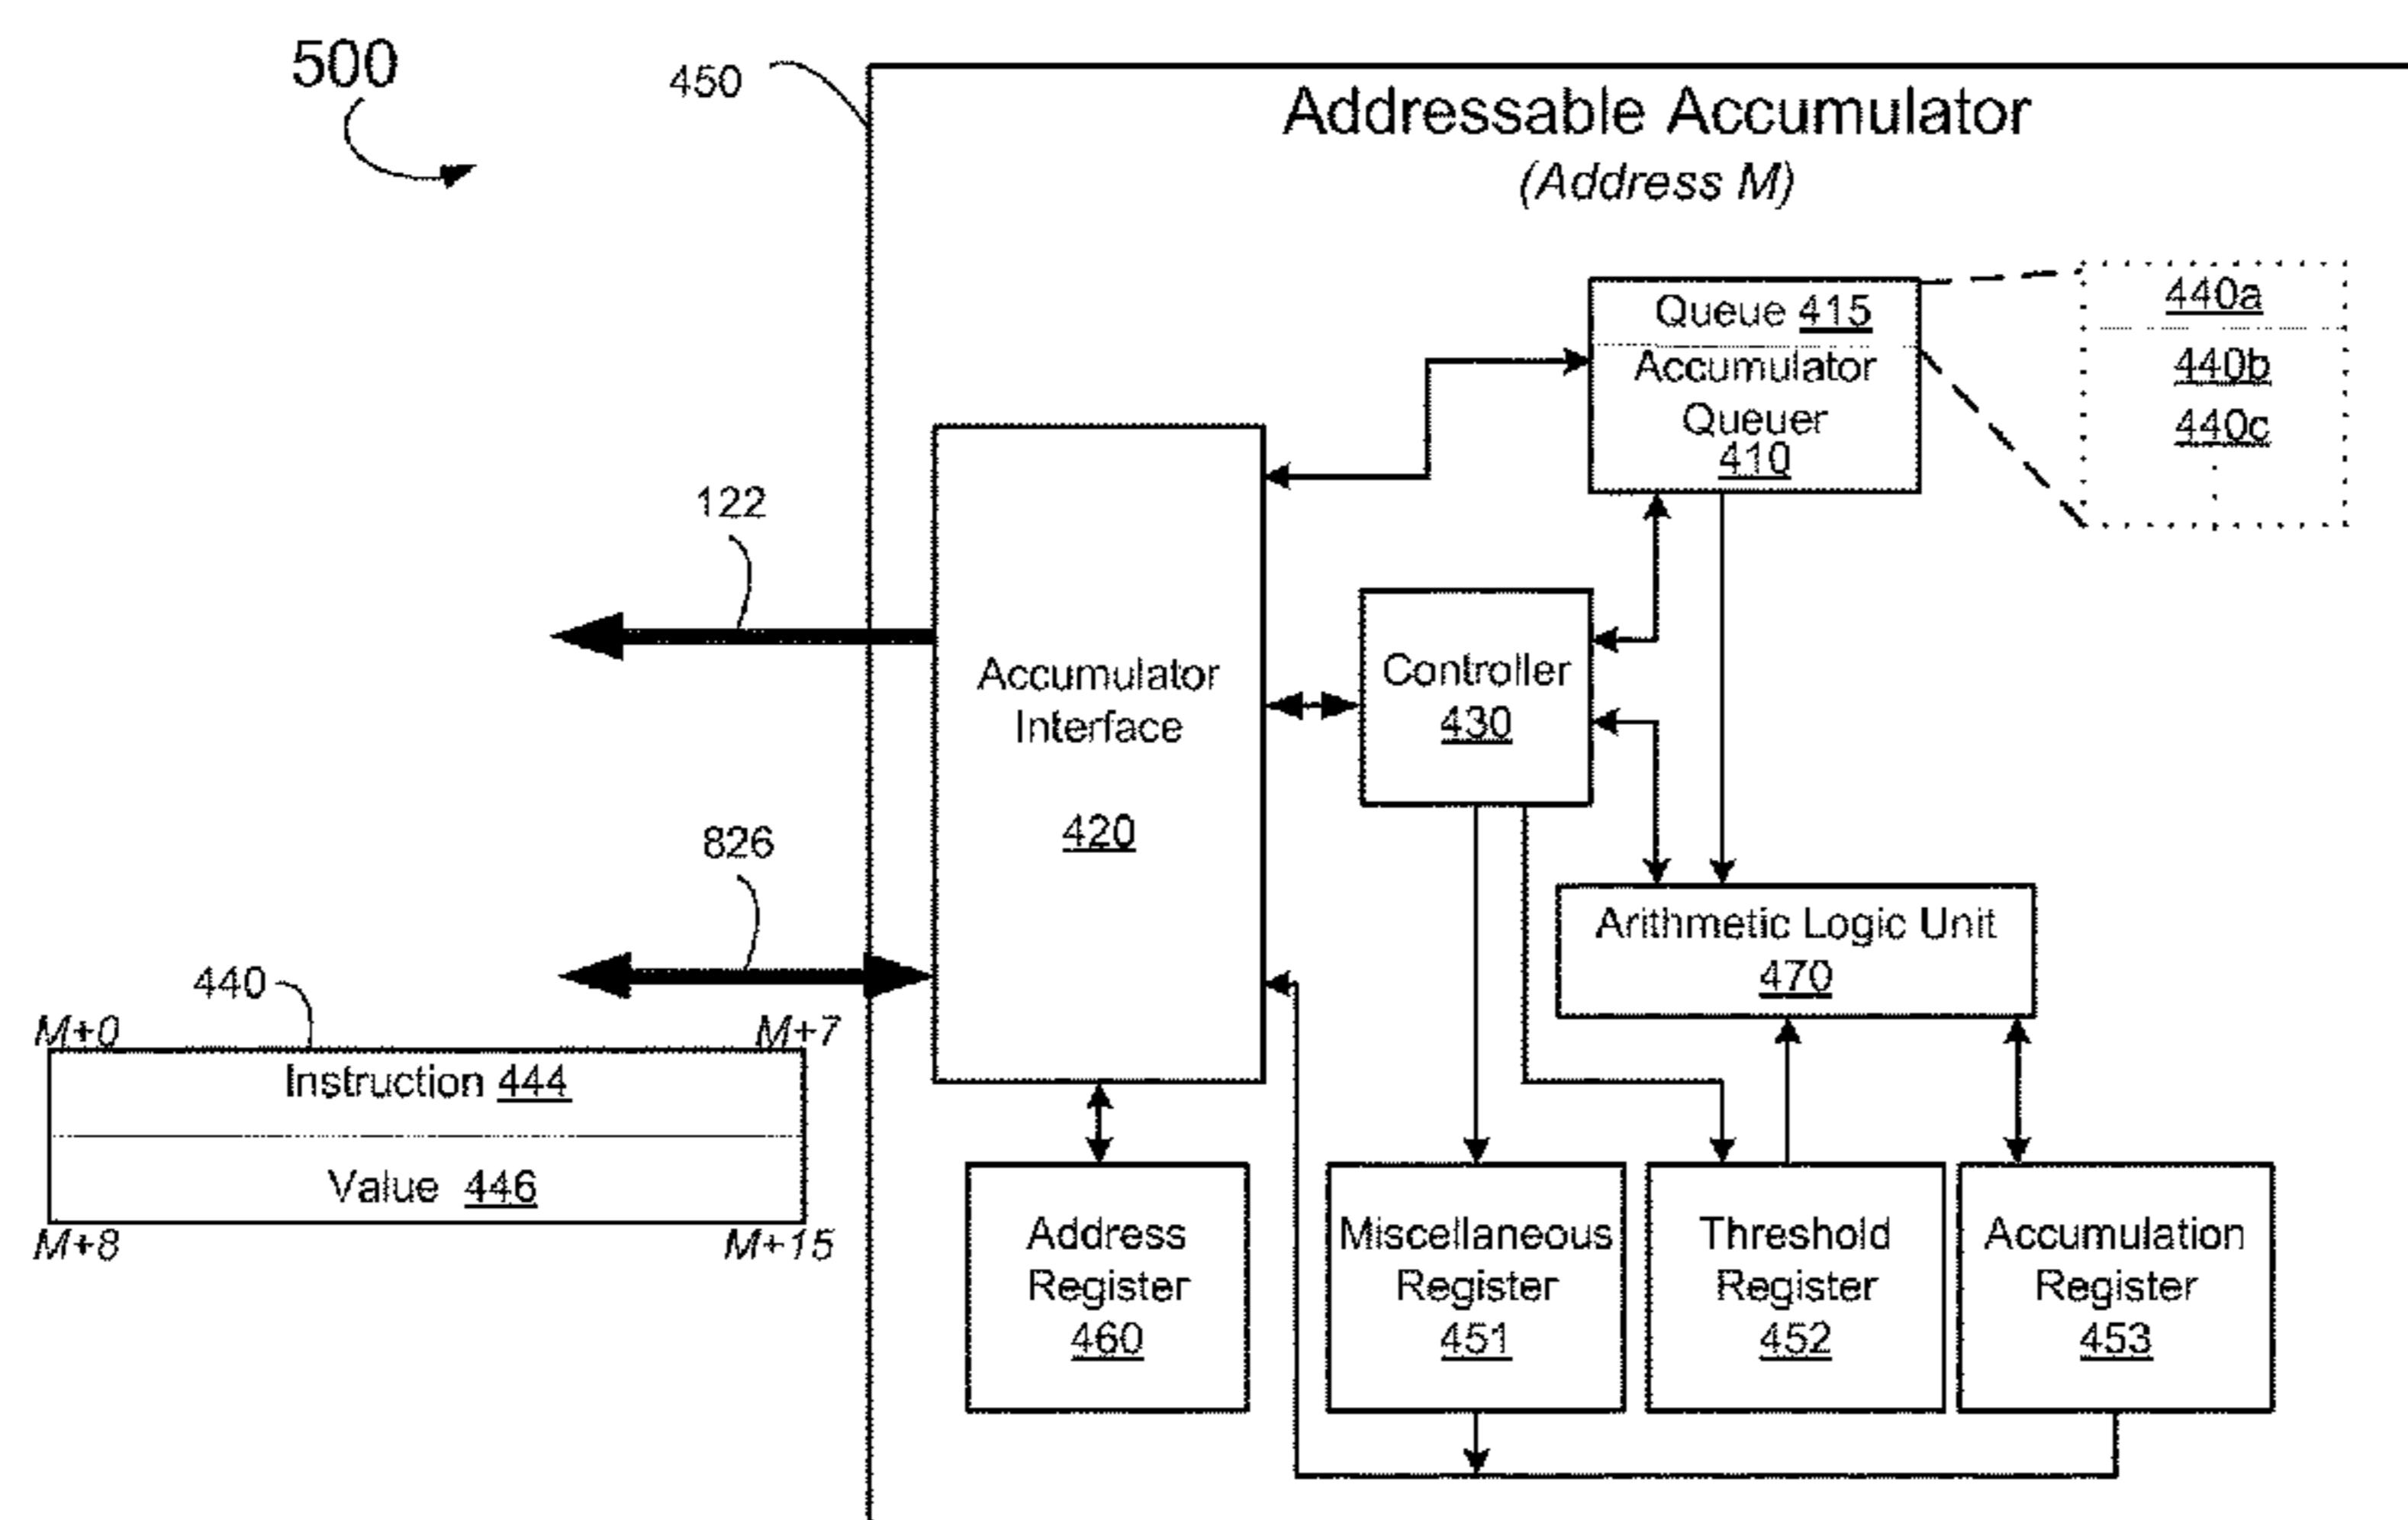 500
450
Addressable Accumulator
(Address M)
Queue 415
Accumulator
Queuer
410
440a
440b
440c
122
Accumulator
Interface
420
Controller
430
826
Arithmetic Logic Unit
470
440
M+0
M+7
Instruction 444
Value 446
M+8
M+15
Address
Register
460
Miscellaneous
Register
451
Threshold
Register
452
Accumulation
Register
453